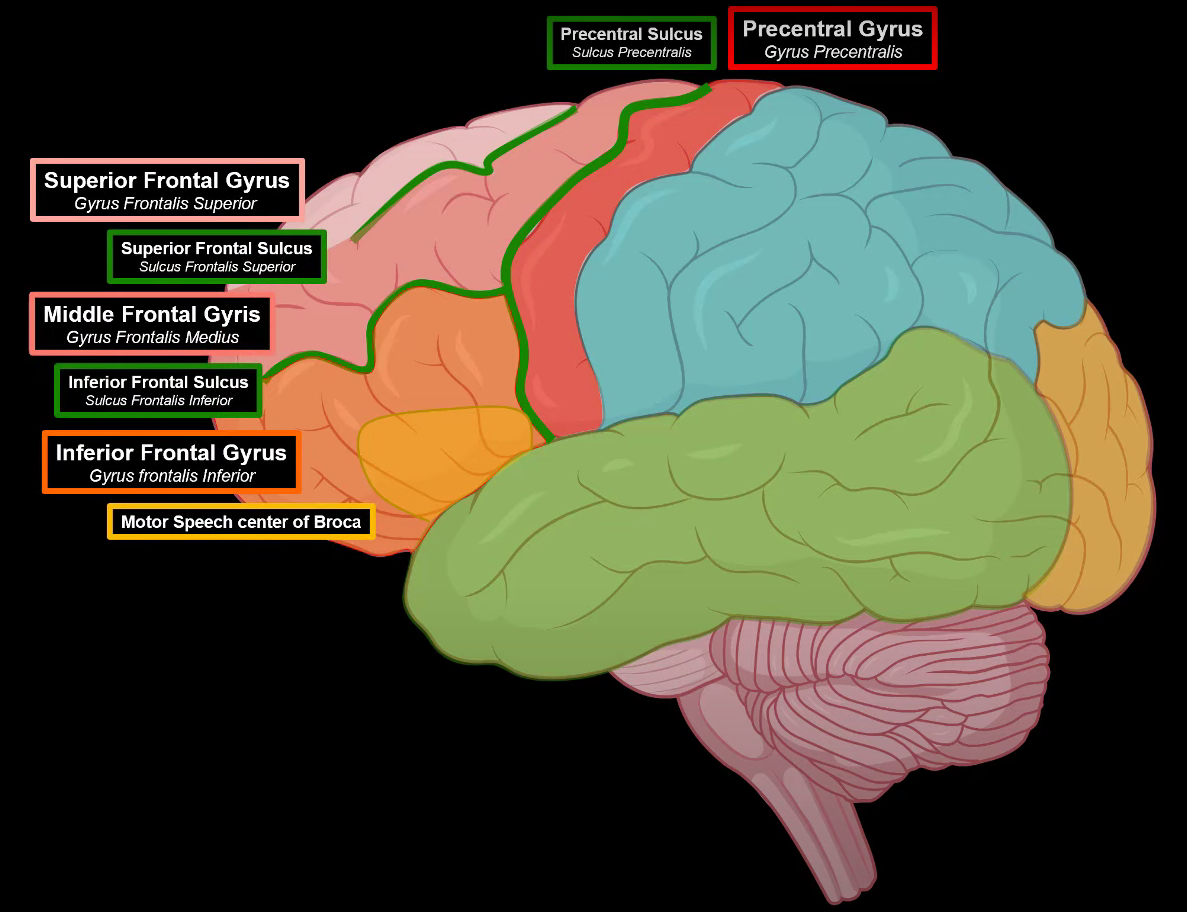 Precentral Sulcus
Sulcus Precentralis
Precentral Gyrus
Gyrus Precentralis
Superior Frontal Gyrus
Gyrus Frontalis Superior
Superior Frontal Sulcus
Sulcus Frontalis Superior
Middle Frontal Gyris
Gyrus Frontalis Medius
Inferior Frontal Sulcus
Sulcus Frontalis Inferior
Inferior Frontal Gyrus
Gyrus frontalis Inferior
Motor Speech center of Broca